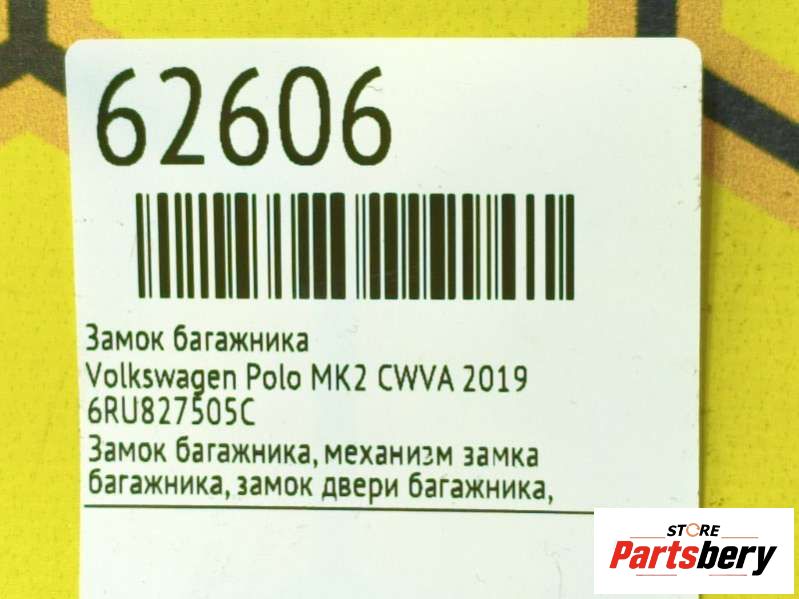 62606
Замок багажника
Volkswagen Polo MK2 CWVA 2019
6RU827505C
Замок багажника, механизм замка
багажника, замок двери багажника,
STORE
Partsbery